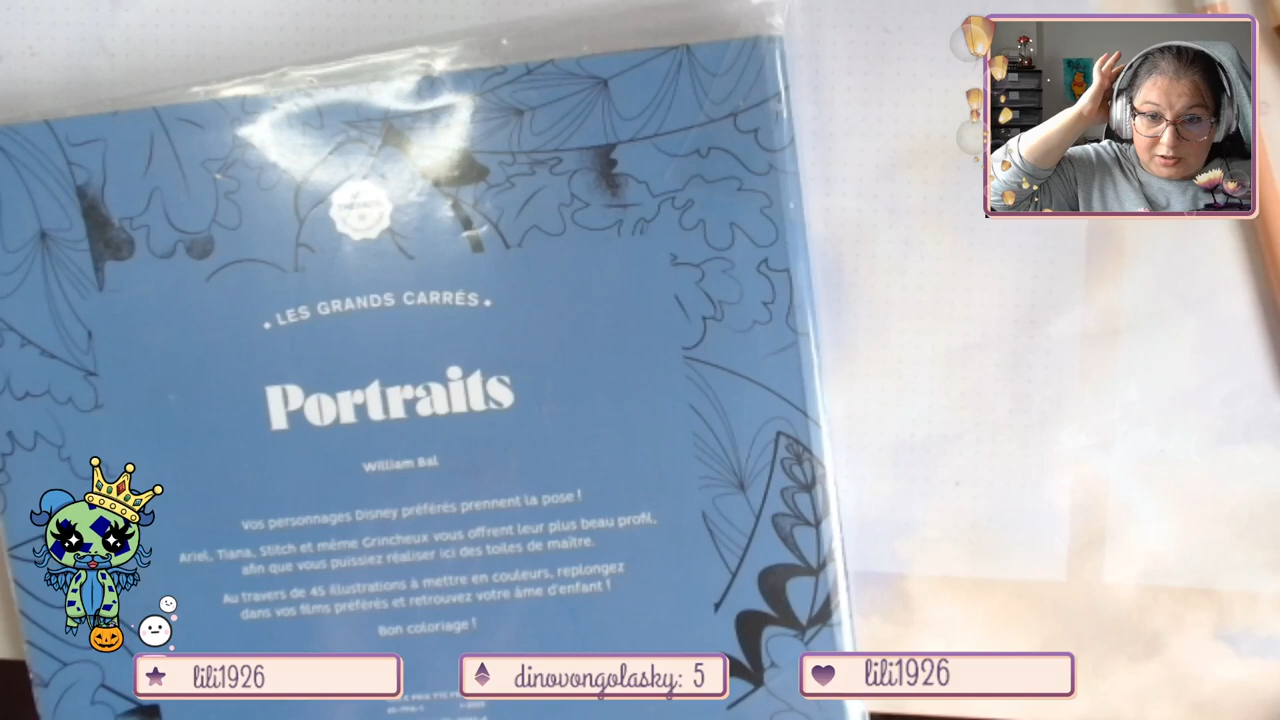 LES GRANDS CARRÉS
Portraits
William Bal
Vos personnages Disney préférés prennent la pose !
Ariel, Tiana, Stitch et même Grincheux vous offrent leur plus beau profil,
afin que vous puissiez réaliser ici des toiles de maître.
Au travers de 45 illustrations à mettre en couleurs, replongez
dans vos films préférés et retrouvez votre âme d'enfant !
Bon coloriage !
lili1926
dinovongolasky: 5
lili1926